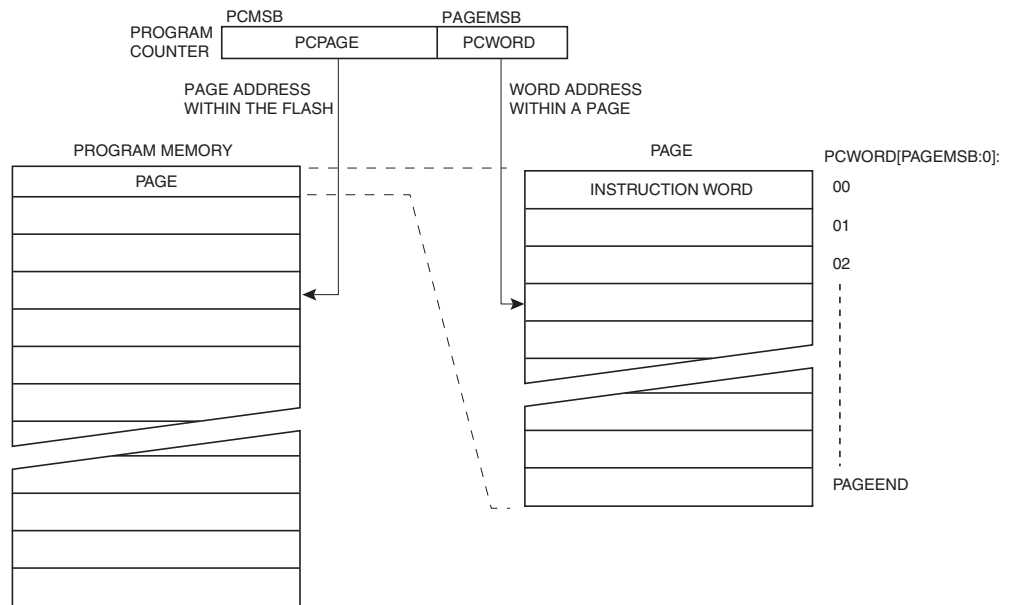 PCMSB PAGEMSB
PROGRAM
COUNTER
PCPAGE PCWORD
PAGE ADDRESS
WITHIN THE FLASH
WORD ADDRESS
WITHIN A PAGE
PROGRAM MEMORY
PAGE
PAGE
PCWORD[PAGEMSB:0]:
INSTRUCTION WORD
00
01
02
PAGEEND